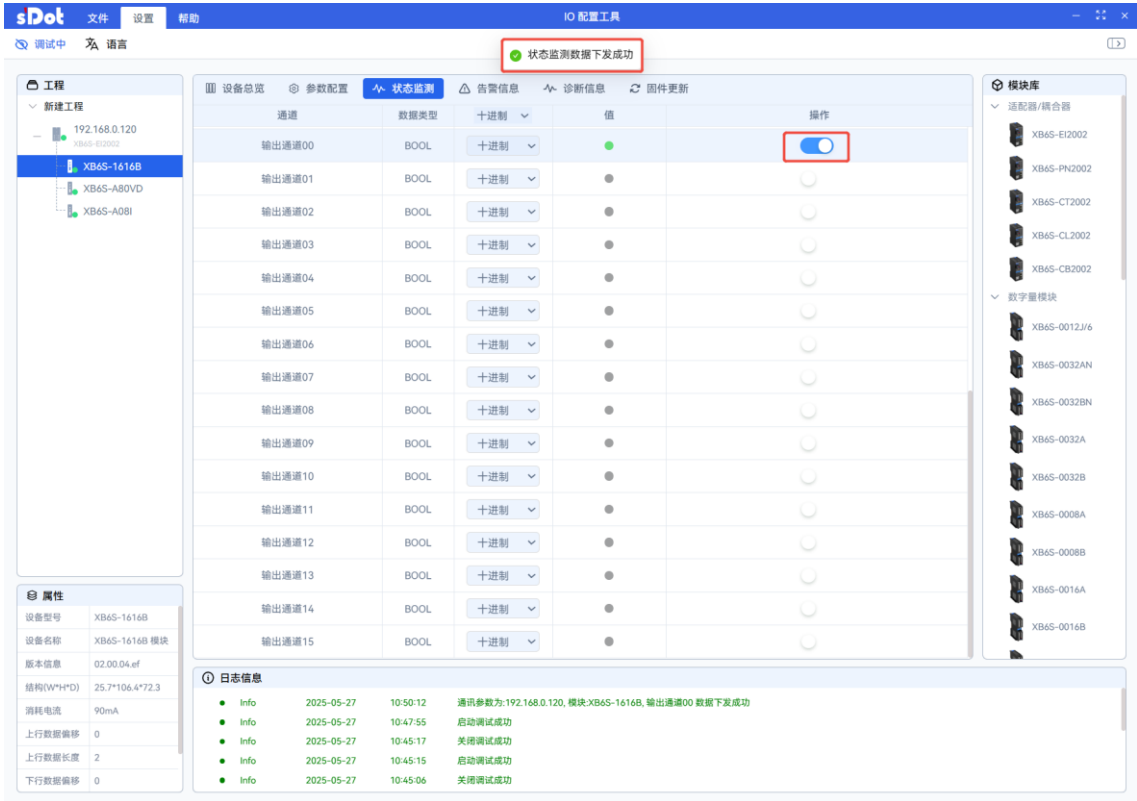 sDot 文件 设置 帮助 IO 配置工具
调试中 语言
状态监测数据下发成功
工程
新建工程
192.168.0.120
XB6S-EI2002
XB6S-1616B
XB6S-A80VD
XB6S-A08I
设备总览 参数配置 状态监测 告警信息 诊断信息 固件更新
通道 数据类型 十进制 值 操作
输出通道00 BOOL 十进制
输出通道01 BOOL 十进制
输出通道02 BOOL 十进制
输出通道03 BOOL 十进制
输出通道04 BOOL 十进制
输出通道05 BOOL 十进制
输出通道06 BOOL 十进制
输出通道07 BOOL 十进制
输出通道08 BOOL 十进制
输出通道09 BOOL 十进制
输出通道10 BOOL 十进制
输出通道11 BOOL 十进制
输出通道12 BOOL 十进制
输出通道13 BOOL 十进制
输出通道14 BOOL 十进制
输出通道15 BOOL 十进制
模块库
适配器/耦合器
XB6S-EI2002
XB6S-PN2002
XB6S-CT2002
XB6S-CL2002
XB6S-CB2002
数字量模块
XB6S-0012J/6
XB6S-0032AN
XB6S-0032BN
XB6S-0032A
XB6S-0032B
XB6S-0008A
XB6S-0008B
XB6S-0016A
XB6S-0016B
属性
设备型号 XB6S-1616B
设备名称 XB6S-1616B 模块
版本信息 02.00.04.ef
结构(W*H*D) 25.7*106.4*72.3
消耗电流 90mA
上行数据偏移 0
上行数据长度 2
下行数据偏移 0
日志信息
Info 2025-05-27 10:50:12 通讯参数为:192.168.0.120, 模块:XB6S-1616B, 输出通道00 数据下发成功
Info 2025-05-27 10:47:55 启动调试成功
Info 2025-05-27 10:45:17 关闭调试成功
Info 2025-05-27 10:45:15 启动调试成功
Info 2025-05-27 10:45:06 关闭调试成功